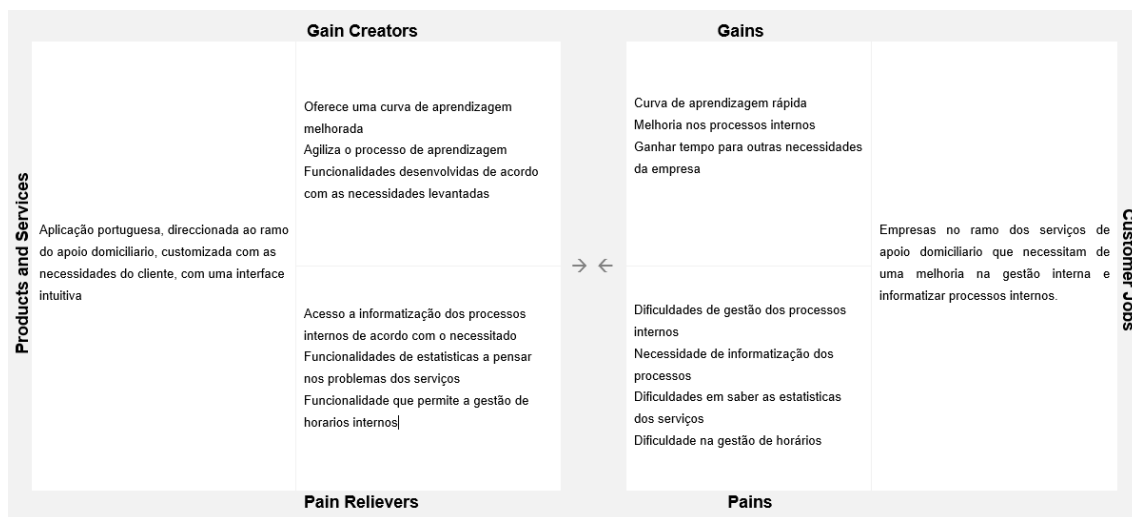 Gain Creators
Gains
Products and Services
Aplicação portuguesa, direccionada ao ramo
do apoio domiciliario, customizada com as
necessidades do cliente, com uma interface
intuitiva
Oferece uma curva de aprendizagem
melhorada
Agiliza o processo de aprendizagem
Funcionalidades desenvolvidas de acordo
com as necessidades levantadas
Acesso a informatização dos processos
internos de acordo com o necessitado
Funcionalidades de estatisticas a pensar
nos problemas dos serviços
Funcionalidade que permite a gestão de
horarios internos
Curva de aprendizagem rápida
Melhoria nos processos internos
Ganhar tempo para outras necessidades
da empresa
Dificuldades de gestão dos processos
internos
Necessidade de informatização dos
processos
Dificuldades em saber as estatisticas
dos serviços
Dificuldade na gestão de horários
Empresas no ramo dos serviços de
apoio domiciliario que necessitam de
uma melhoria na gestão interna e
informatizar processos internos.
Customer Jobs
Pain Relievers
Pains